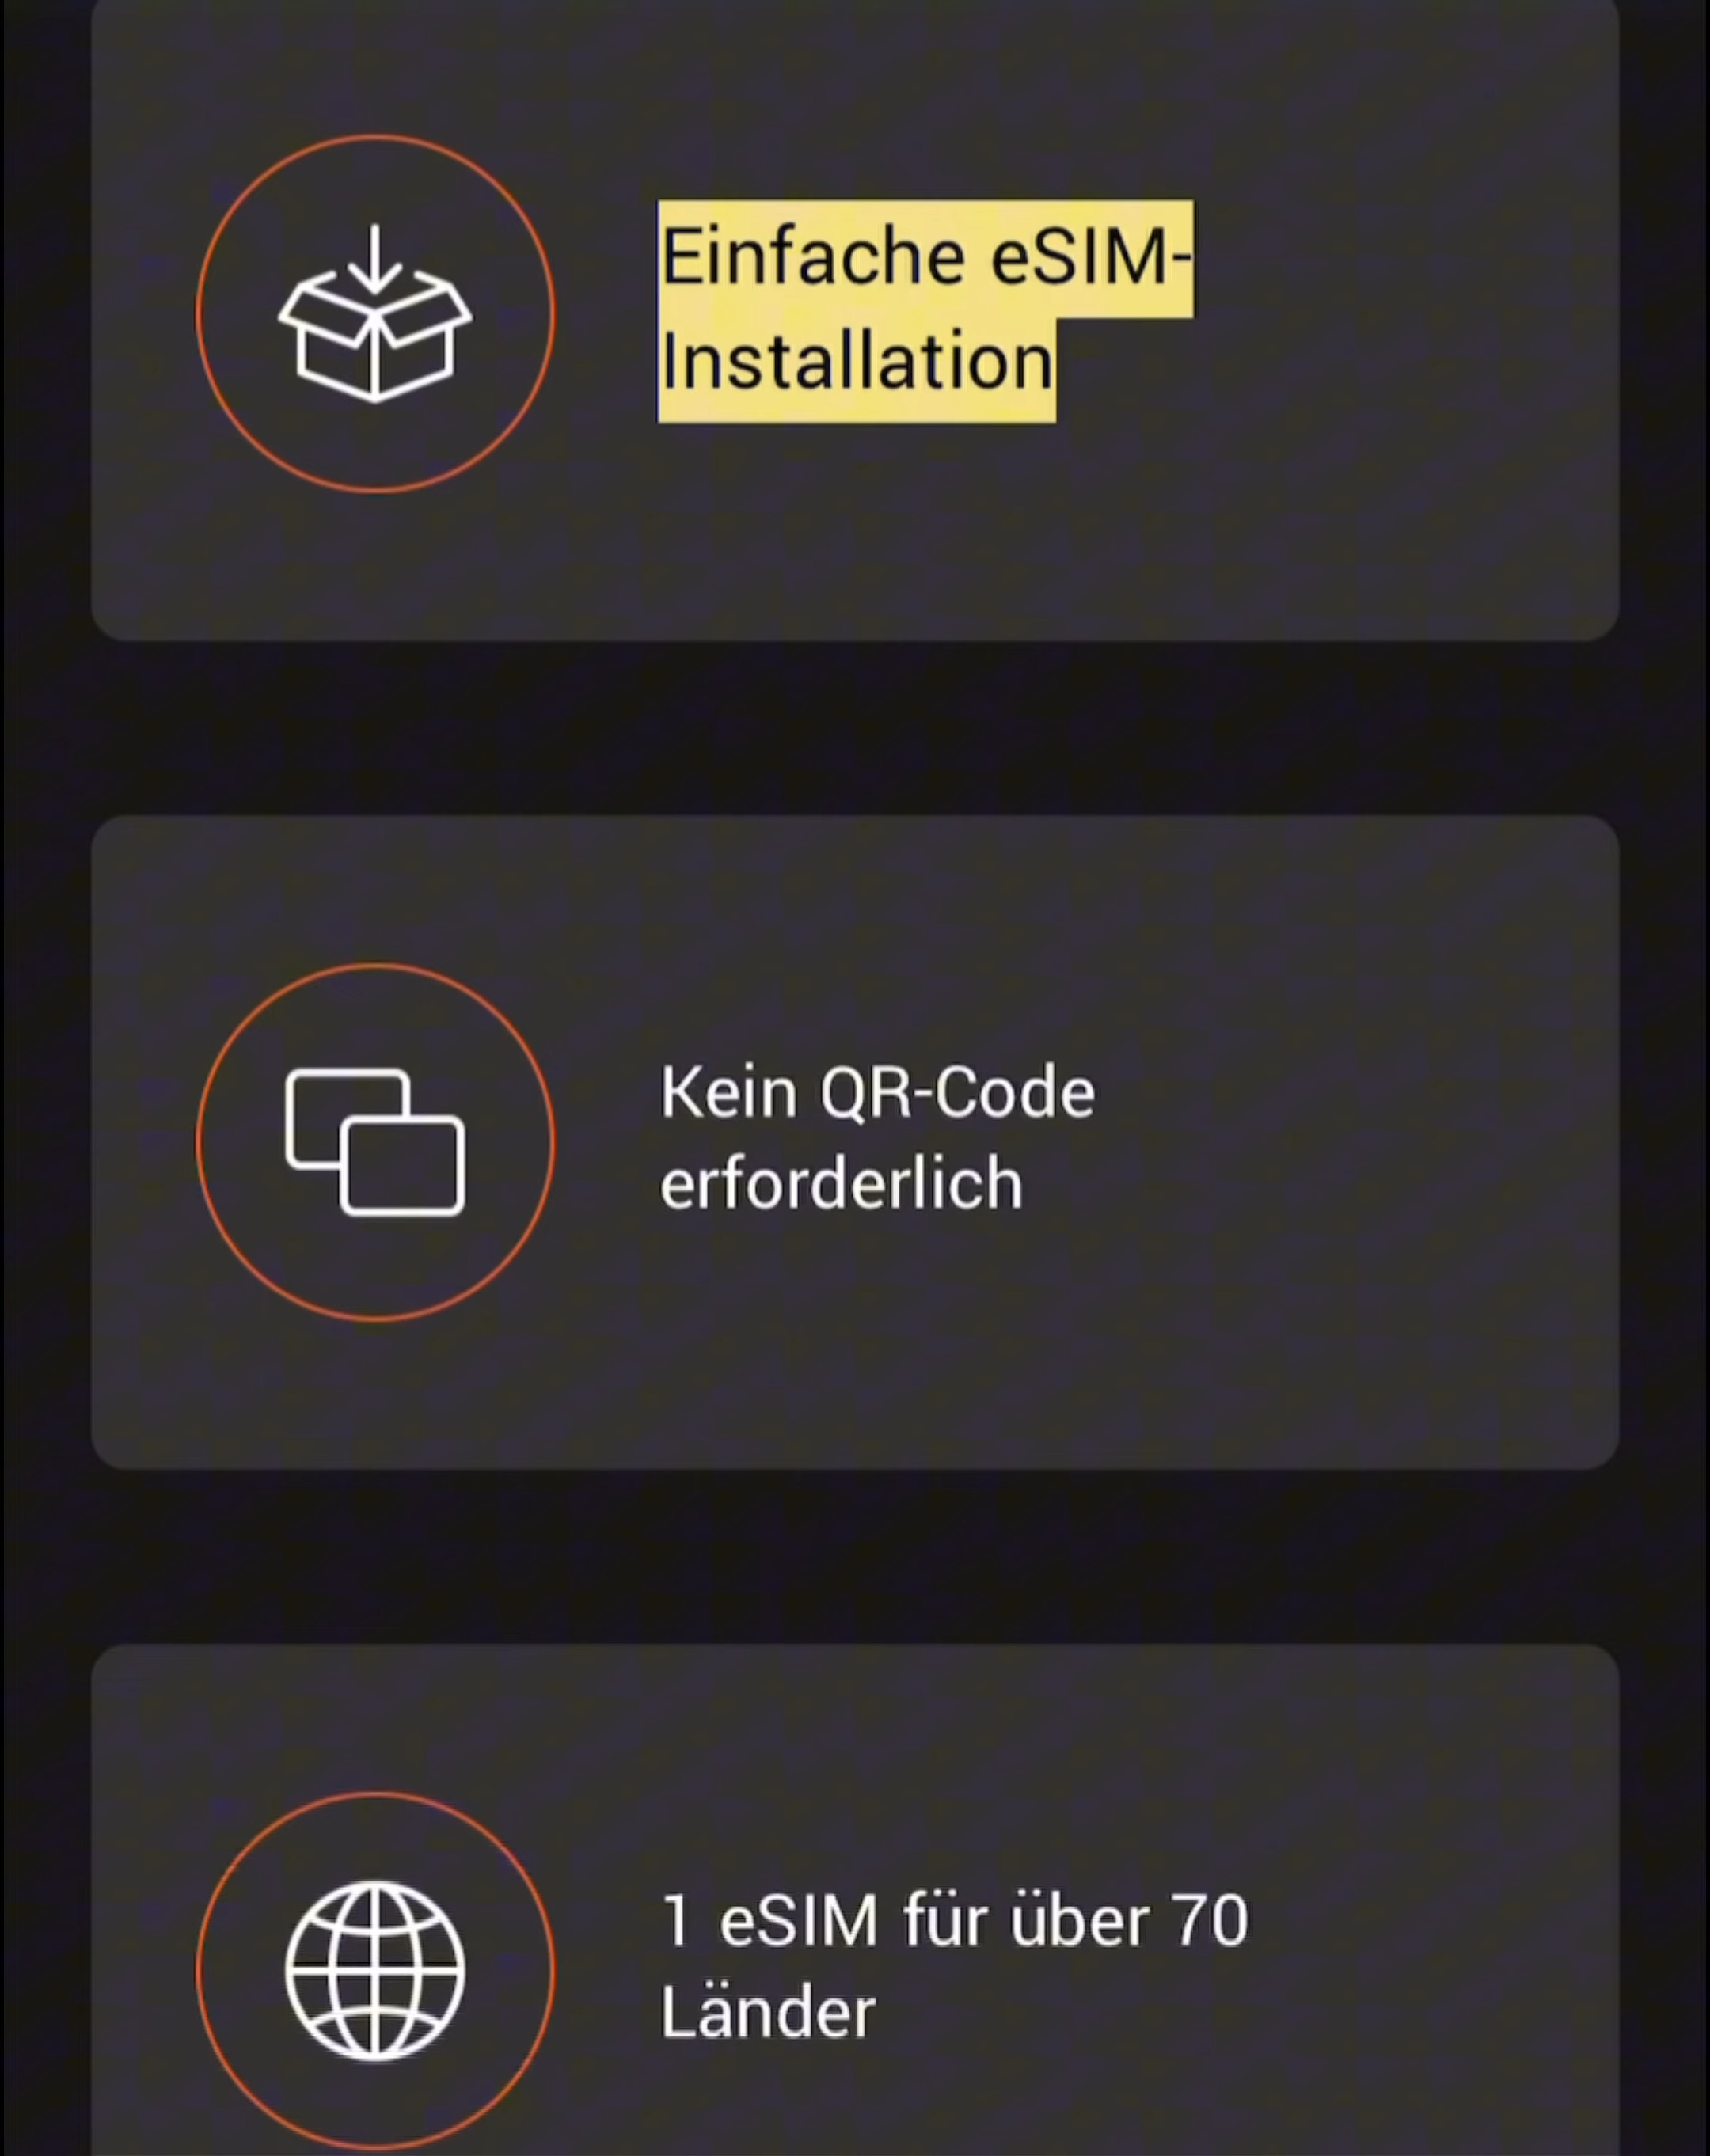 Einfache eSIM-
Installation
Kein QR-Code
erforderlich
1 eSIM für über 70
Länder